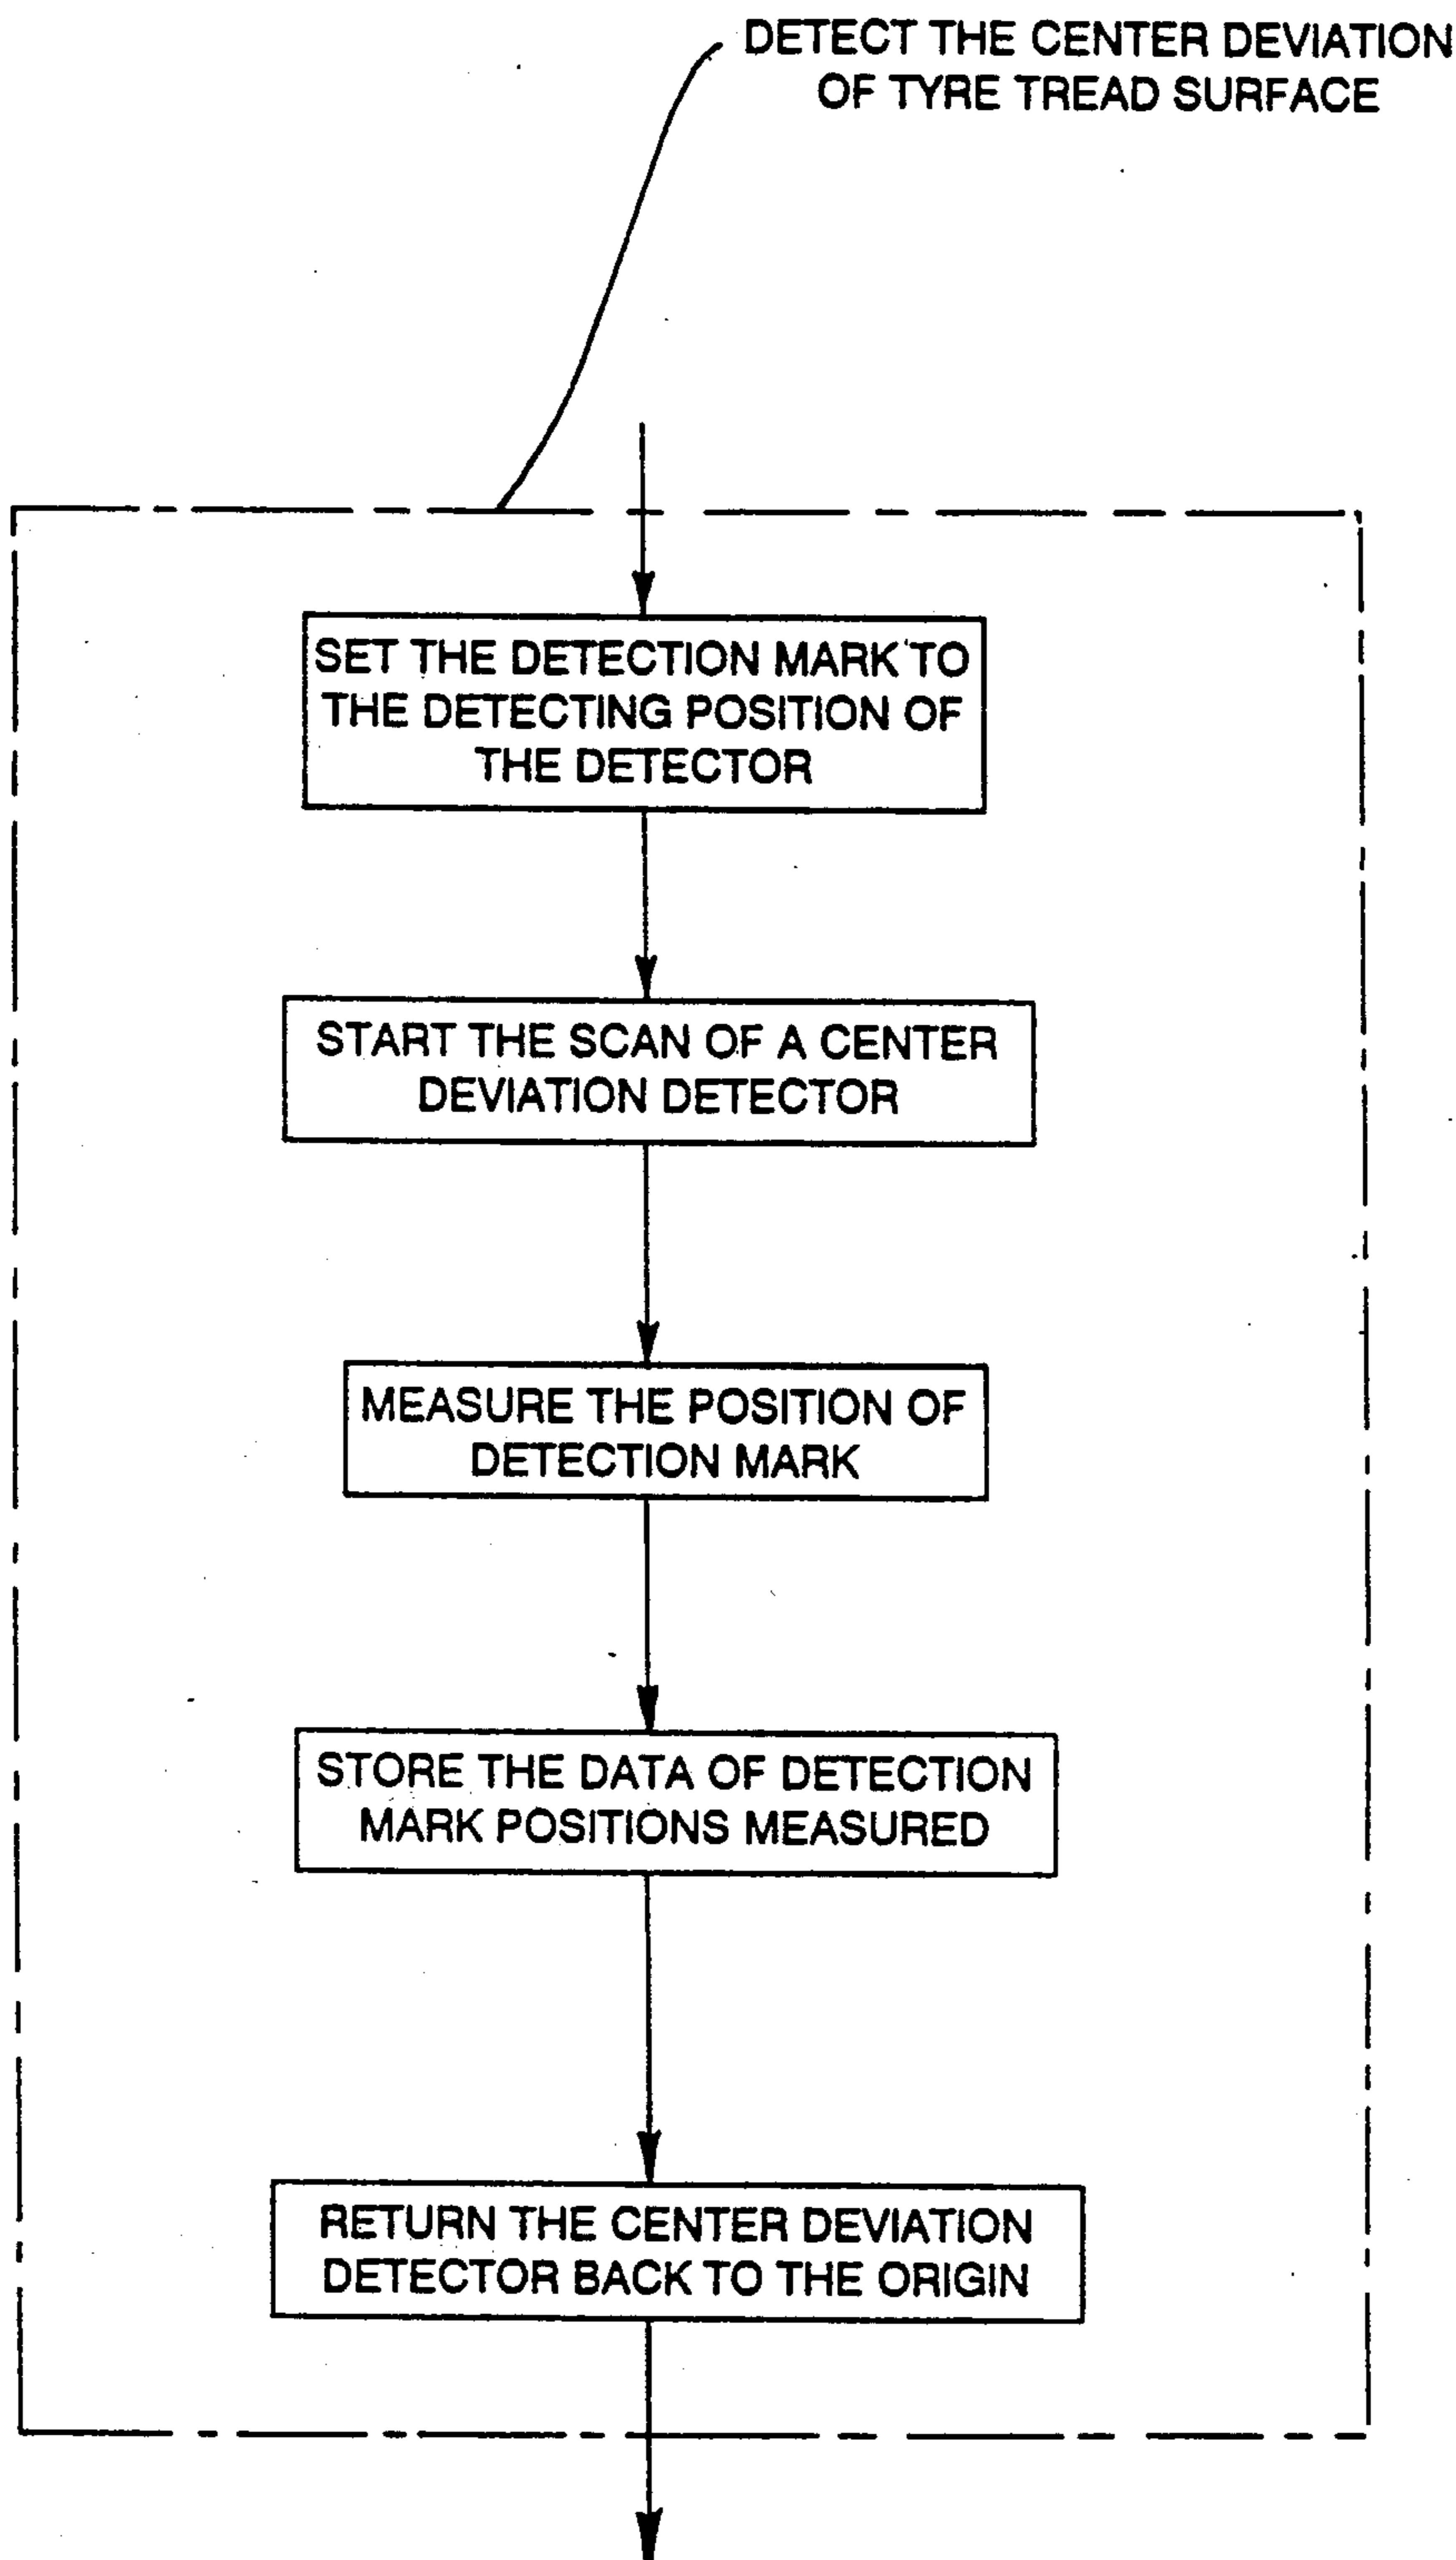 DETECT THE CENTER DEVIATION
OF TYRE TREAD SURFACE
SET THE DETECTION MARK TO
THE DETECTING POSITION OF
THE DETECTOR
START THE SCAN OF A CENTER
DEVIATION DETECTOR
MEASURE THE POSITION OF
DETECTION MARK
STORE THE DATA OF DETECTION
MARK POSITIONS MEASURED
RETURN THE CENTER DEVIATION
DETECTOR BACK TO THE ORIGIN